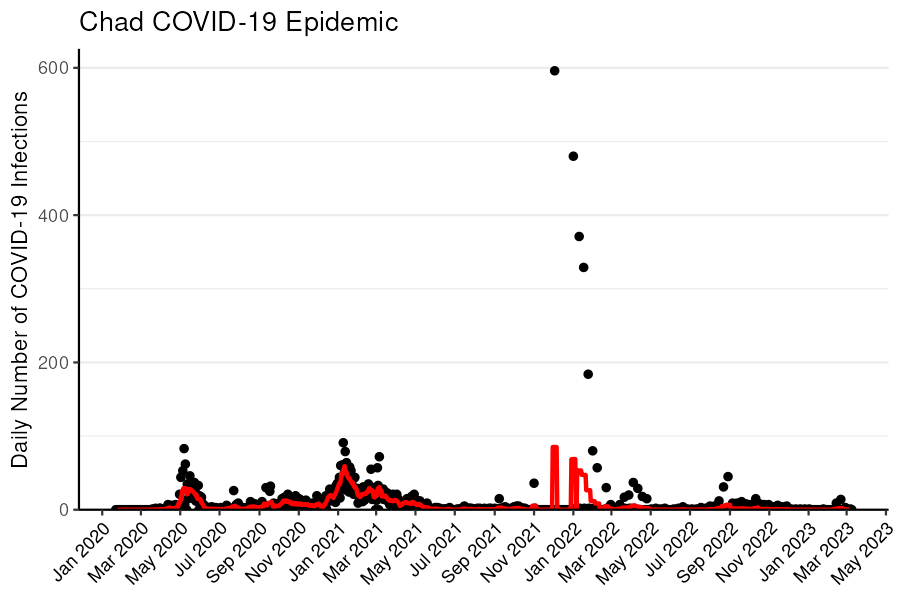 Chad COVID-19 Epidemic
Daily Number of COVID-19 Infections
600
400
200
0
Jan 2020
Mar 2020
May 2020
Jul 2020
Sep 2020
Nov 2020
Jan 2021
Mar 2021
May 2021
Jul 2021
Sep 2021
Nov 2021
Jan 2022
Mar 2022
May 2022
Jul 2022
Sep 2022
Nov 2022
Jan 2023
Mar 2023
May 2023